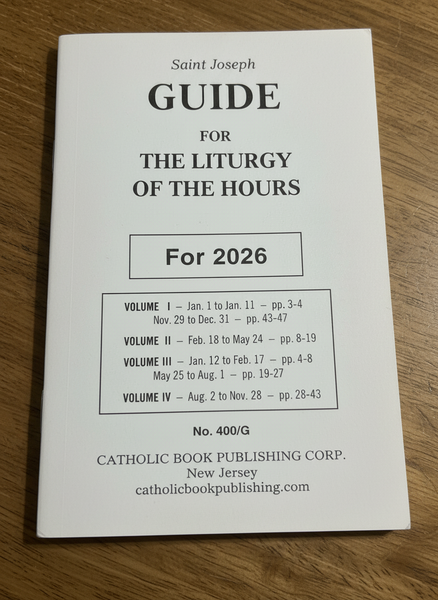 Saint Joseph
GUIDE
FOR
THE LITURGY
OF THE HOURS
For 2026
VOLUME I – Jan. 1 to Jan. 11 – pp. 3-4
Nov. 29 to Dec. 31 – pp. 43-47
VOLUME II – Feb. 18 to May 24 – pp. 8-19
VOLUME III – Jan. 12 to Feb. 17 – pp. 4-8
May 25 to Aug. 1 – pp. 19-27
VOLUME IV – Aug. 2 to Nov. 28 – pp. 28-43
No. 400/G
CATHOLIC BOOK PUBLISHING CORP.
New Jersey
catholicbookpublishing.com